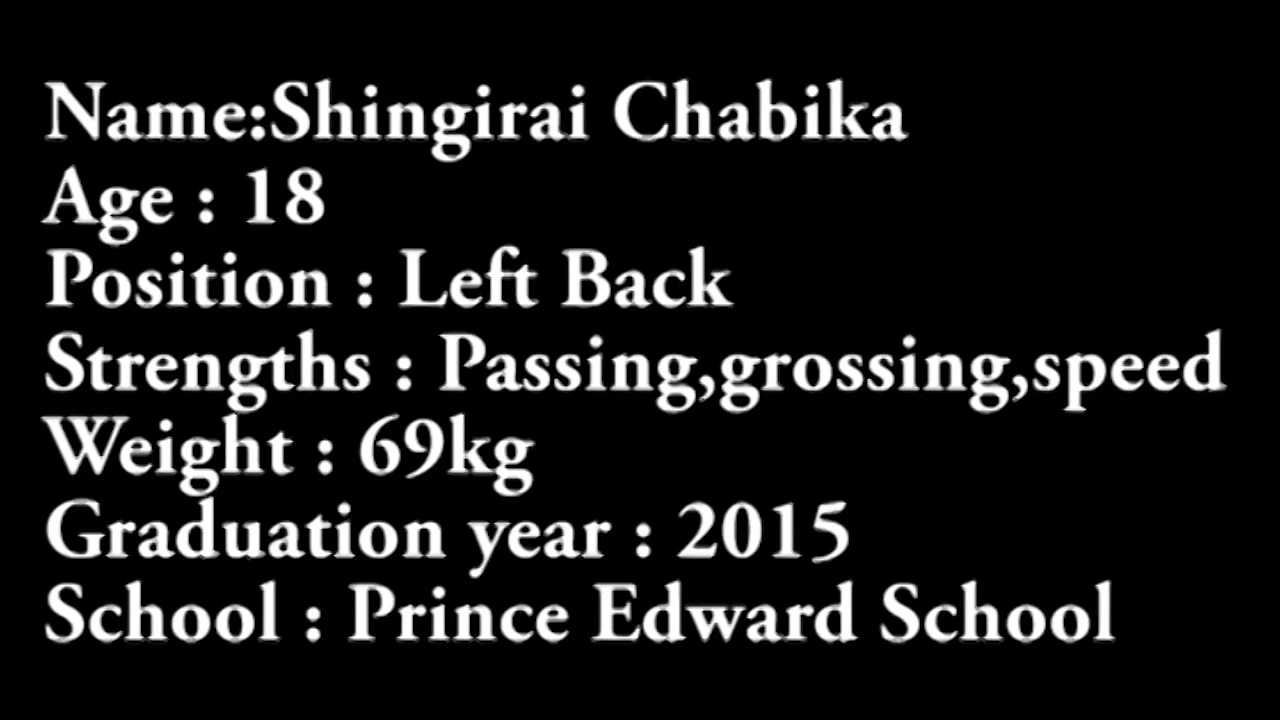 Name:Shingirai Chabika
Age : 18
Position : Left Back
Strengths : Passing,grossing,speed
Weight : 69kg
Graduation year : 2015
School : Prince Edward School